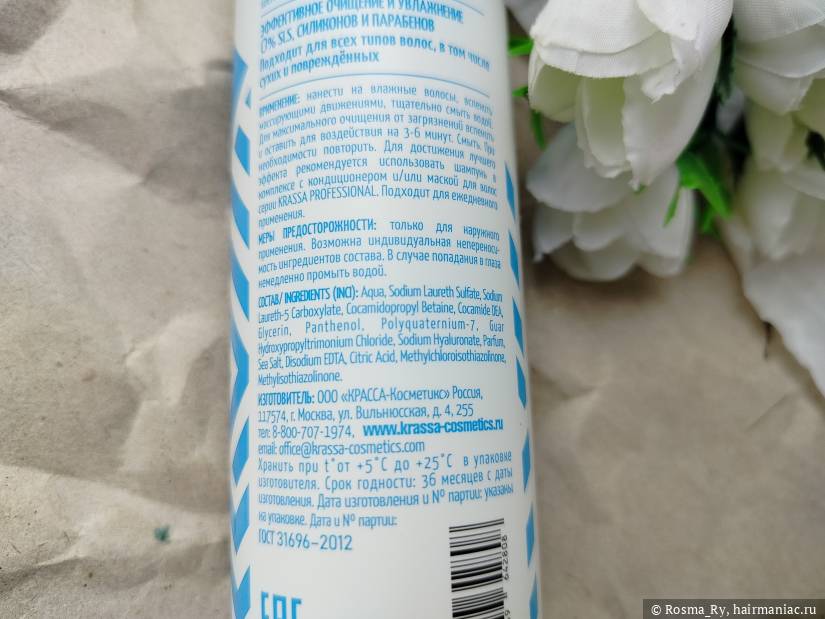 ЭФФЕКТИВНОЕ ОЧИЩЕНИЕ И УВЛАЖНЕНИЕ
0% SLS, СИЛИКОНОВ И ПАРАБЕНОВ
Подходит для всех типов волос, в том числе
сухих и повреждённых
ПРИМЕНЕНИЕ: нанести на влажные волосы, вспенить
массирующими движениями, тщательно смыть водой.
Для максимального очищения от загрязнений вспенить
и оставить для воздействия на 3-6 минут. Смыть. При
необходимости повторить. Для достижения лучшего
эффекта рекомендуется использовать шампунь в
комплексе с кондиционером и/или маской для волос
серии KRASSA PROFESSIONAL. Подходит для ежедневного
применения.
МЕРЫ ПРЕДОСТОРОЖНОСТИ: только для наружного
применения. Возможна индивидуальная непереноси-
мость ингредиентов состава. В случае попадания в глаза
немедленно промыть водой.
СОСТАВ/ INGREDIENTS (INCI): Aqua, Sodium Laureth Sulfate, Sodium
Laureth-5 Carboxylate, Cocamidopropyl Betaine, Cocamide DEA,
Glycerin, Panthenol, Polyquaternium-7, Guar
Hydroxypropyltrimonium Chloride, Sodium Hyaluronate, Parfum,
Sea Salt, Disodium EDTA, Citric Acid, Methylchloroisothiazolinone,
Methylisothiazolinone.
ИЗГОТОВИТЕЛЬ: ООО «КРАССА-Косметикс» Россия,
117574, г. Москва, ул. Вильнюсская, д. 4, 255
тел: 8-800-707-1974, www.krassa-cosmetics.ru
email: office@krassa-cosmetics.com
Хранить при t°от +5°C до +25°C в упаковке
изготовителя. Срок годности: 36 месяцев с даты
изготовления. Дата изготовления и № партии: указаны
на упаковке. Дата и № партии:
ГОСТ 31696-2012
EAC
© Rosma_Ry, hairmaniac.ru